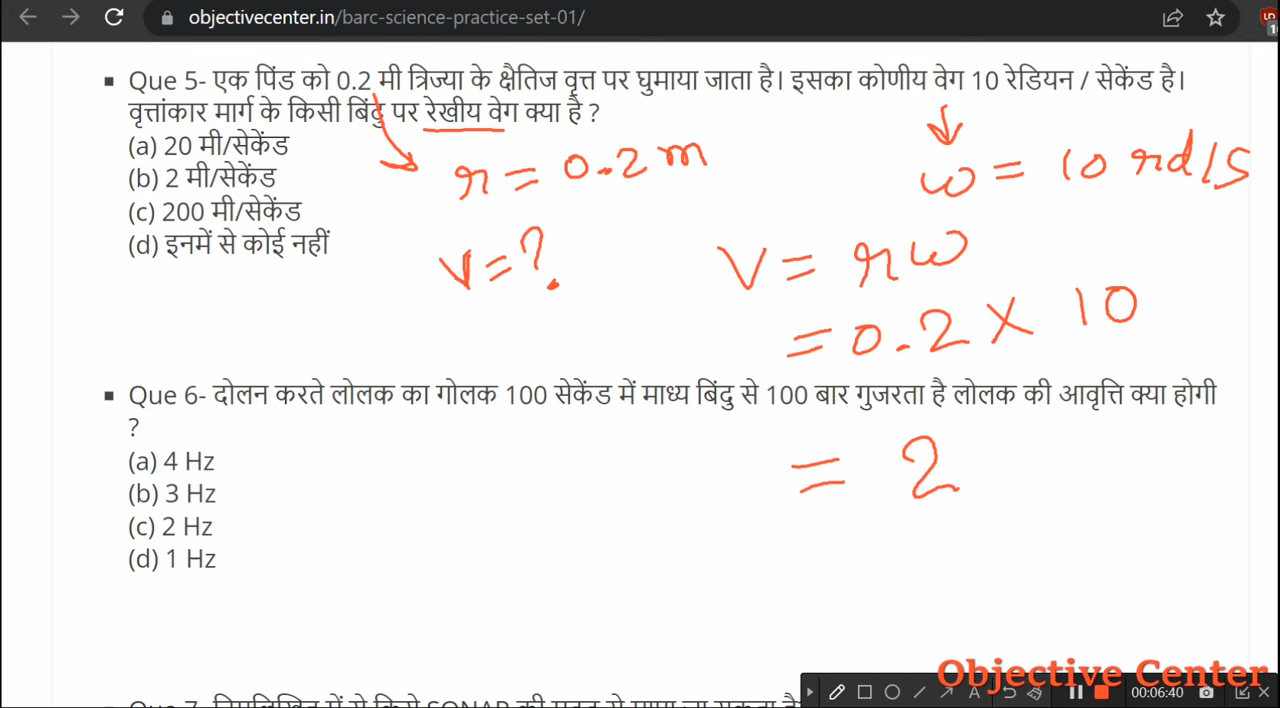 objectivecenter.in/barc-science-practice-set-01/
Que 5- एक पिंड को 0.2 मी त्रिज्या के क्षैतिज वृत्त पर घुमाया जाता है। इसका कोणीय वेग 10 रेडियन / सेकेंड है।
वृत्तांकार मार्ग के किसी बिंदु पर रेखीय वेग क्या है ?
(a) 20 मी/सेकेंड
(b) 2 मी/सेकेंड
(c) 200 मी/सेकेंड
(d) इनमें से कोई नहीं
r = 0.2 m
ω = 10 rd/s
v = ?
V = rω
= 0.2 × 10
Que 6- दोलन करते लोलक का गोलक 100 सेकेंड में माध्य बिंदु से 100 बार गुजरता है लोलक की आवृत्ति क्या होगी
?
(a) 4 Hz
(b) 3 Hz
(c) 2 Hz
(d) 1 Hz
= 2
Objective Center
00:06:40